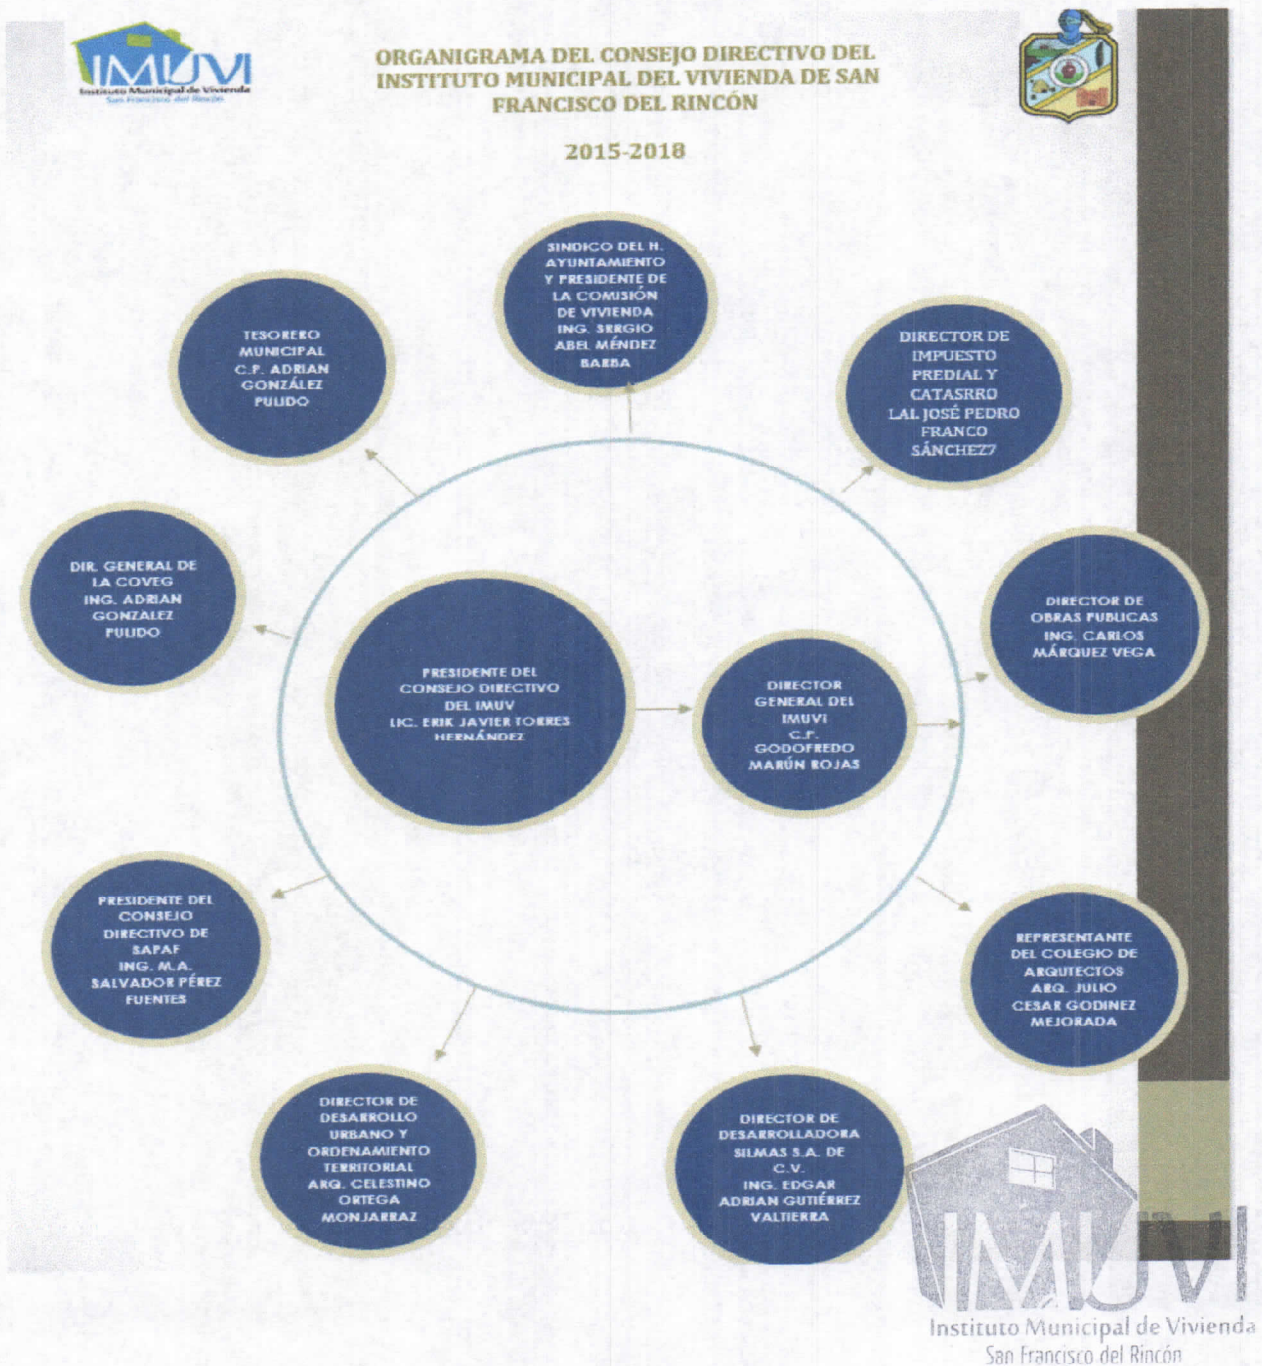 IMUVI
Instituto Municipal de Vivienda
San Francisco del Rincón
ORGANIGRAMA DEL CONSEJO DIRECTIVO DEL
INSTITUTO MUNICIPAL DEL VIVIENDA DE SAN
FRANCISCO DEL RINCÓN
2015-2018
SINDICO DEL H.
AYUNTAMIENTO
Y PRESIDENTE DE
LA COMISIÓN
DE VIVIENDA
ING. SERGIO
ABEL MÉNDEZ
BARBA
TESORERO
MUNICIPAL
C.P. ADRIAN
GONZÁLEZ
PULIDO
DIRECTOR DE
IMPUESTO
PREDIAL Y
CATASRRO
LAI. JOSÉ PEDRO
FRANCO
SÁNCHEZ7
DIR. GENERAL DE
LA COVEG
ING. ADRIAN
GONZALEZ
PULIDO
DIRECTOR DE
OBRAS PUBLICAS
ING. CARLOS
MÁRQUEZ VEGA
PRESIDENTE DEL
CONSEJO DIRECTIVO
DEL IMUV
LIC. ERIK JAVIER TORRES
HERNÁNDEZ
DIRECTOR
GENERAL DEL
IMUVI
C.P.
GODOFREDO
MARÚN ROJAS
PRESIDENTE DEL
CONSEJO
DIRECTIVO DE
SAPAF
ING. M.A.
SALVADOR PÉREZ
FUENTES
REPRESENTANTE
DEL COLEGIO DE
ARQUTECTOS
ARQ. JULIO
CESAR GODINEZ
MEJORADA
DIRECTOR DE
DESARROLLO
URBANO Y
ORDENAMIENTO
TERRITORIAL
ARQ. CELESTINO
ORTEGA
MONJARRAZ
DIRECTOR DE
DESARROLLADORA
SILMAS S.A. DE
C.V.
ING. EDGAR
ADRIAN GUTIÉRREZ
VALTIERRA
IMUVI
Instituto Municipal de Vivienda
San Francisco del Rincón